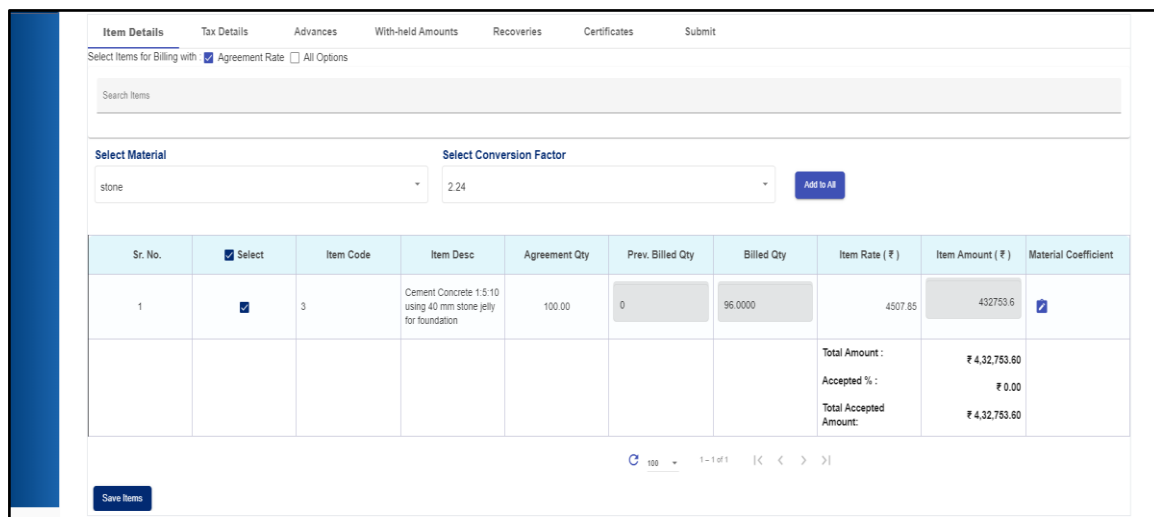 Item Details Tax Details Advances With-held Amounts Recoveries Certificates Submit
Select Items for Billing with : Agreement Rate All Options
Search Items
Select Material Select Conversion Factor
stone 2.24 Add to All
Sr. No. Select Item Code Item Desc Agreement Qty Prev. Billed Qty Billed Qty Item Rate ( ₹ ) Item Amount ( ₹ ) Material Coefficient
1 3 Cement Concrete 1:5:10 100.00 0 96.0000 4507.85 432753.6
using 40 mm stone jelly
for foundation
Total Amount : ₹ 4,32,753.60
Accepted % : ₹ 0.00
Total Accepted ₹ 4,32,753.60
Amount:
100 1 – 1 of 1
Save Items